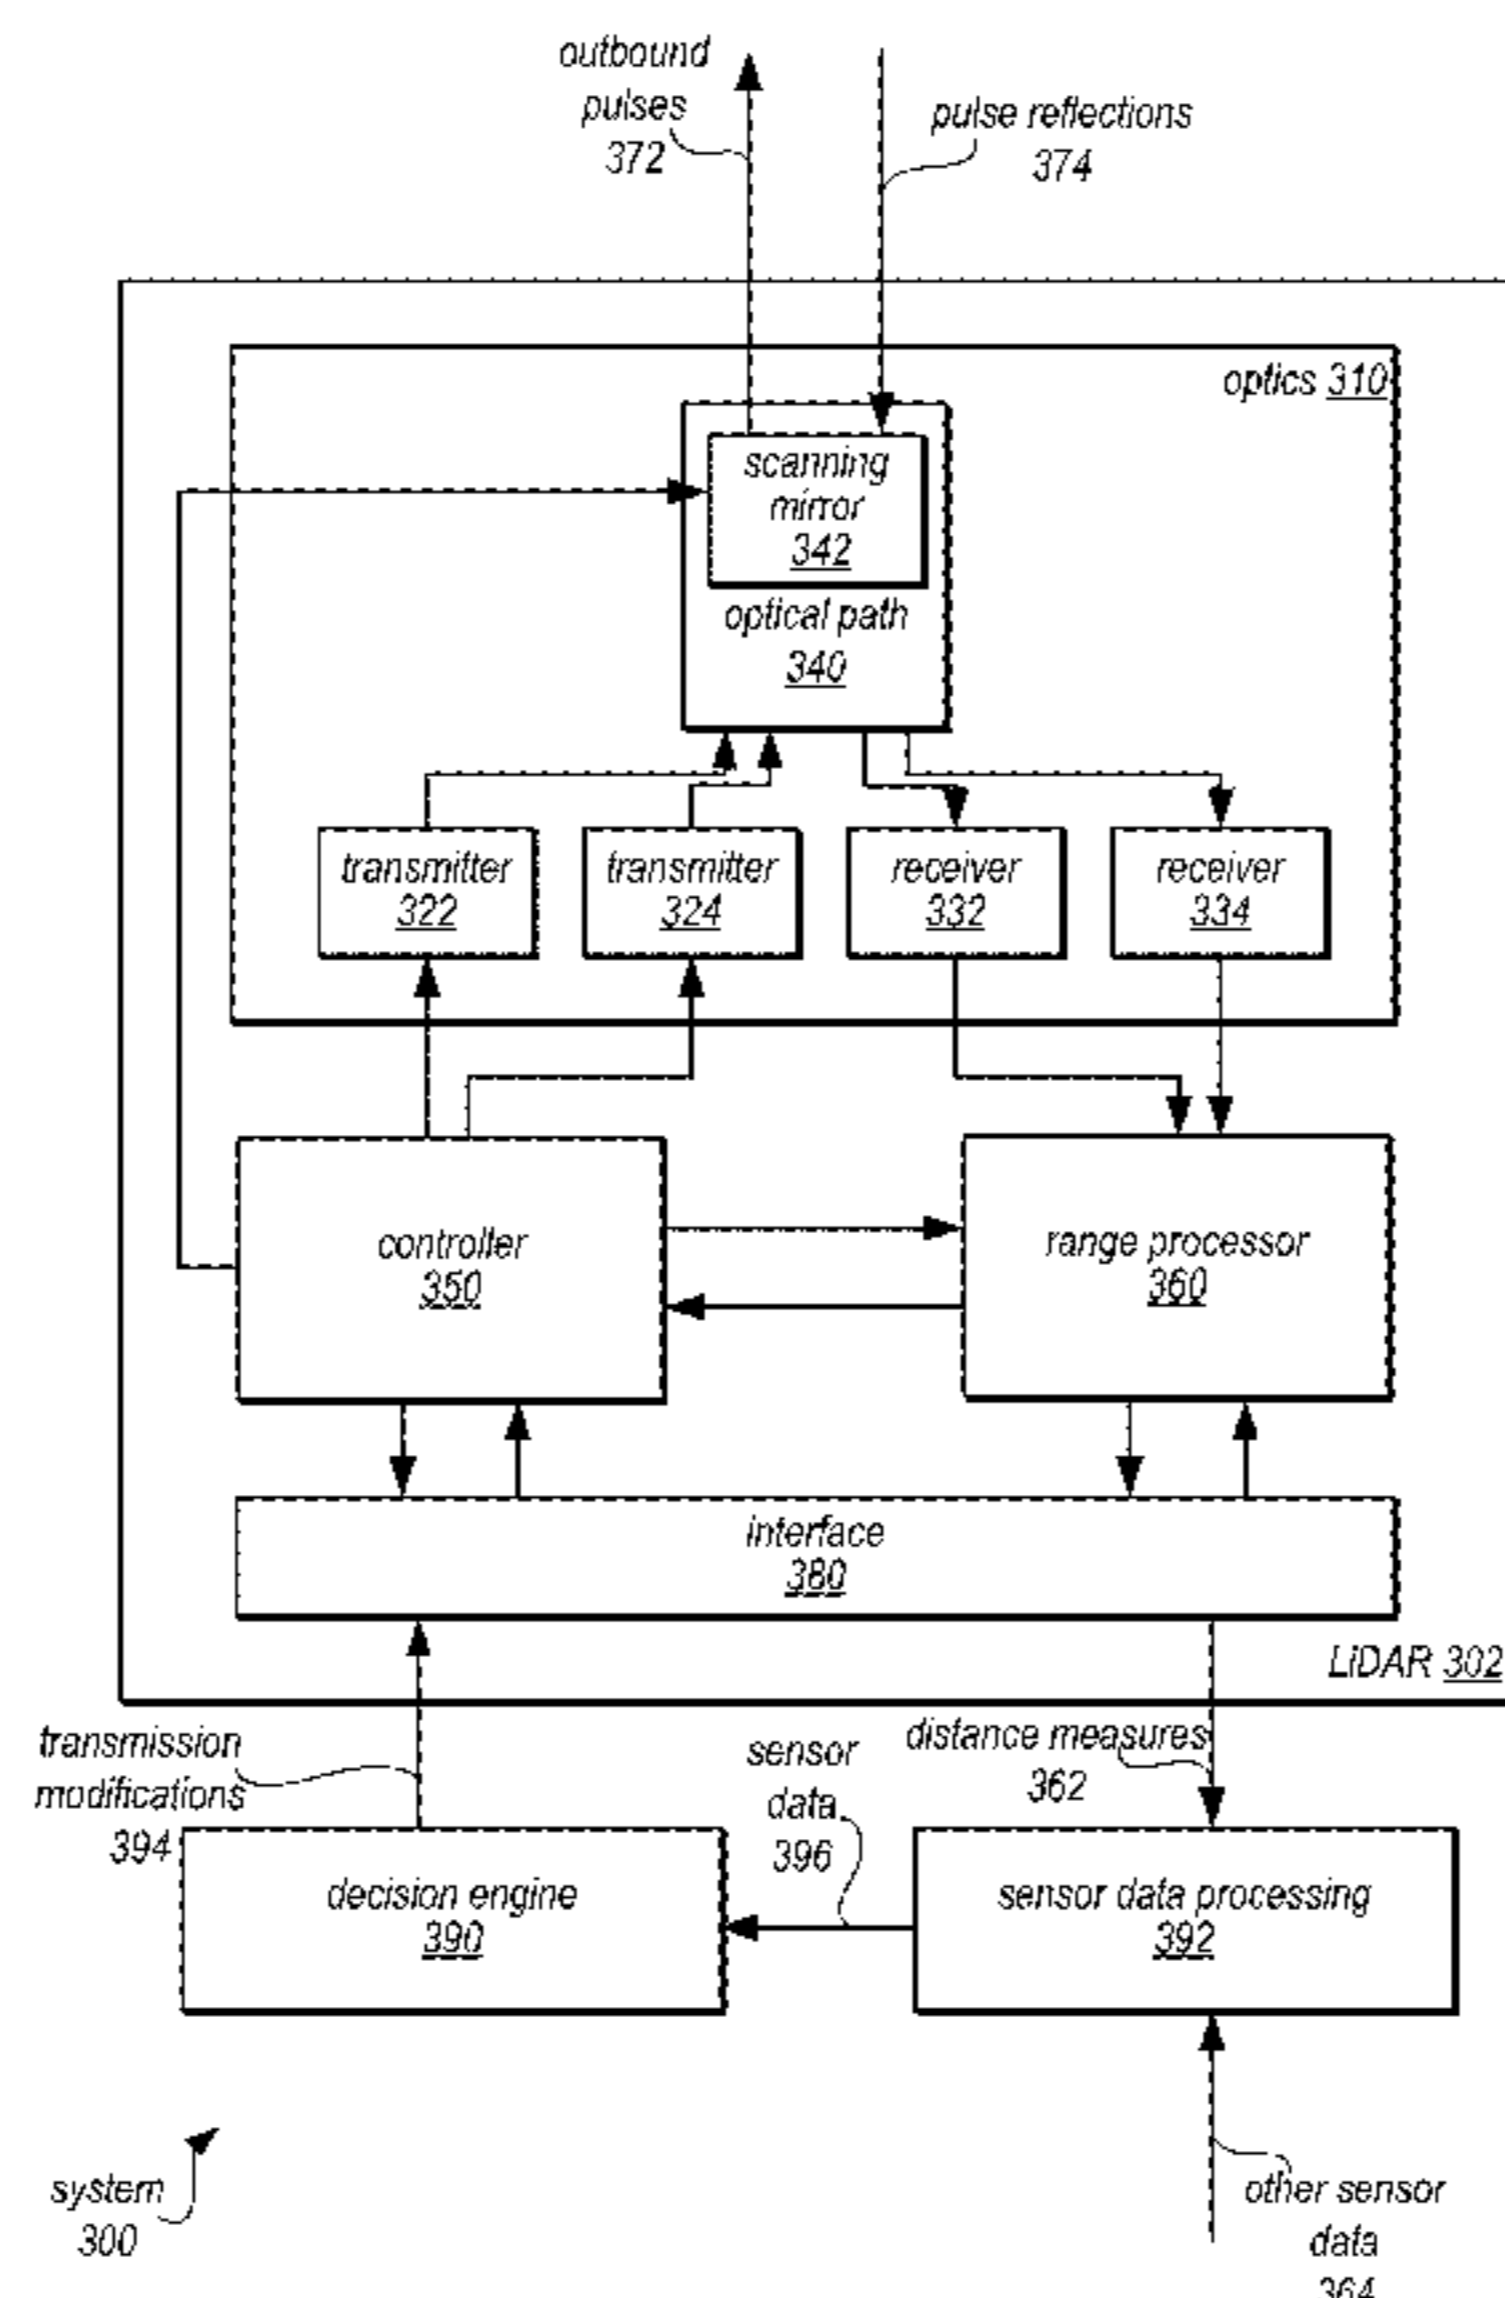 outbound
pulses
372
pulse reflections
374
optics 310
scanning
mirror
342
optical path
340
transmitter
322
transmitter
324
receiver
332
receiver
334
controller
350
range processor
360
interface
380
LiDAR 302
transmission
modifications
394
sensor
data
396
distance measures
362
decision engine
390
sensor data processing
392
system
300
other sensor
data
364